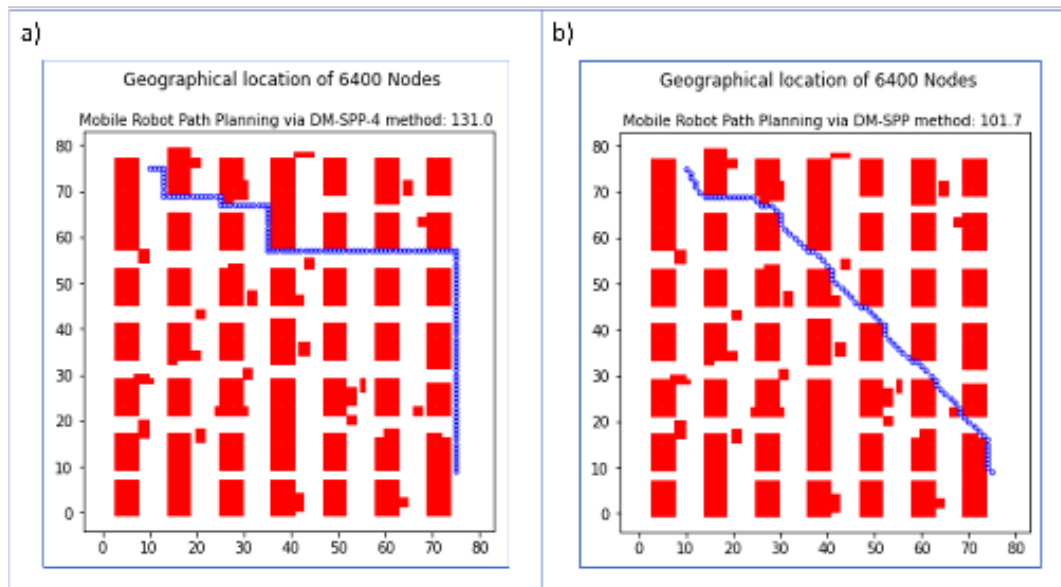 a)
Geographical location of 6400 Nodes
Mobile Robot Path Planning via DM-SPP-4 method: 131.0
80
70
60
50
40
30
20
10
0
0 10 20 30 40 50 60 70 80
b)
Geographical location of 6400 Nodes
Mobile Robot Path Planning via DM-SPP method: 101.7
80
70
60
50
40
30
20
10
0
0 10 20 30 40 50 60 70 80